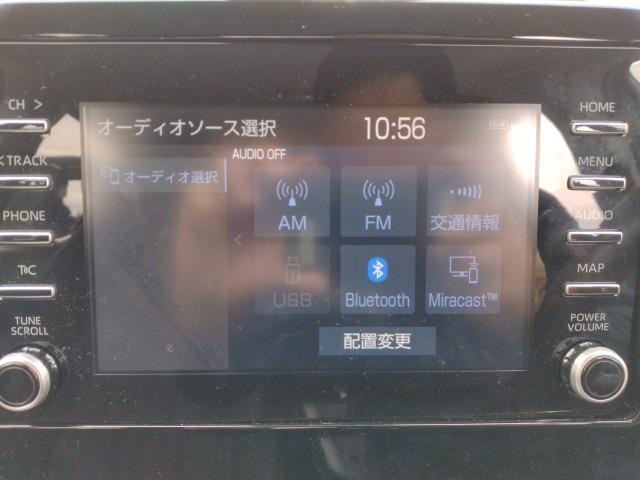 CH >
< TRACK
PHONE
T\C
TUNE
SCROLL
オーディオソース選択
10:56
DCM
AUDIO OFF
オーディオ選択
AM
FM
交通情報
USB
Bluetooth
Miracast™
配置変更
HOME
MENU
AUDIO
MAP
POWER
VOLUME